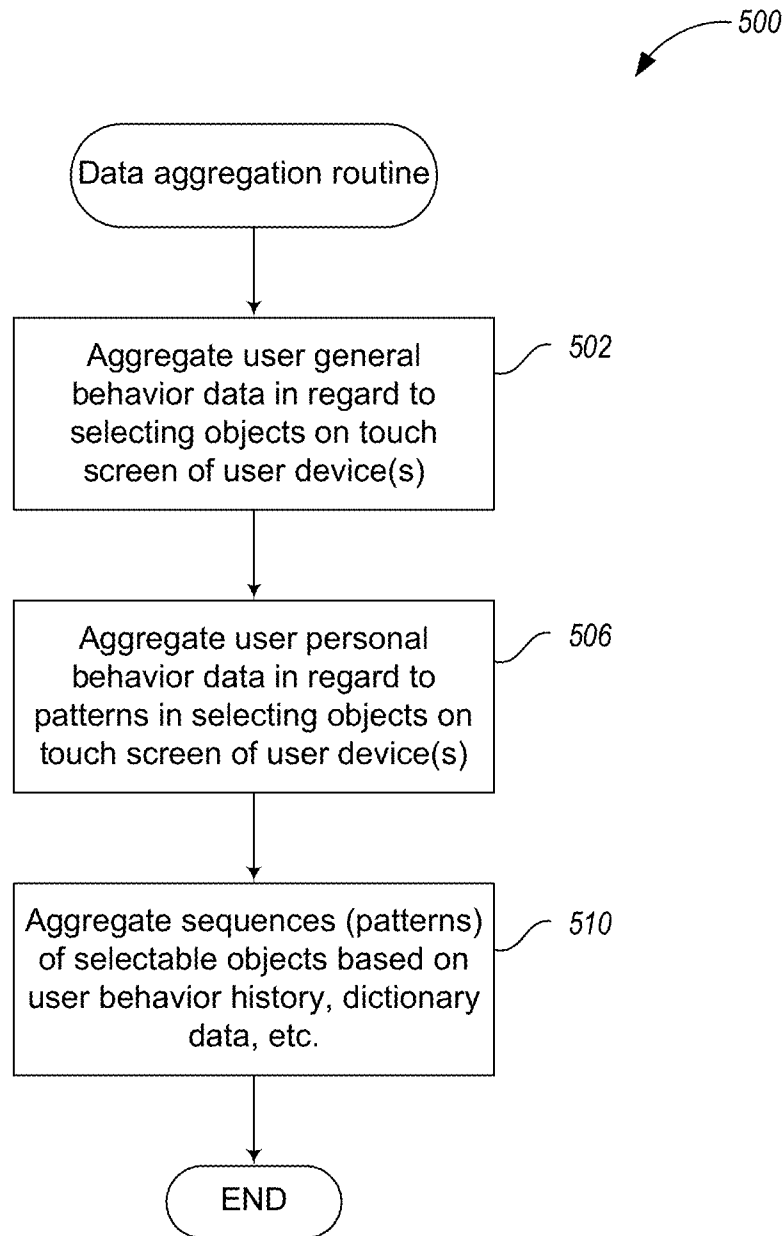 500
Data aggregation routine
Aggregate user general
behavior data in regard to
selecting objects on touch
screen of user device(s)
502
Aggregate user personal
behavior data in regard to
patterns in selecting objects on
touch screen of user device(s)
506
Aggregate sequences (patterns)
of selectable objects based on
user behavior history, dictionary
data, etc.
510
END